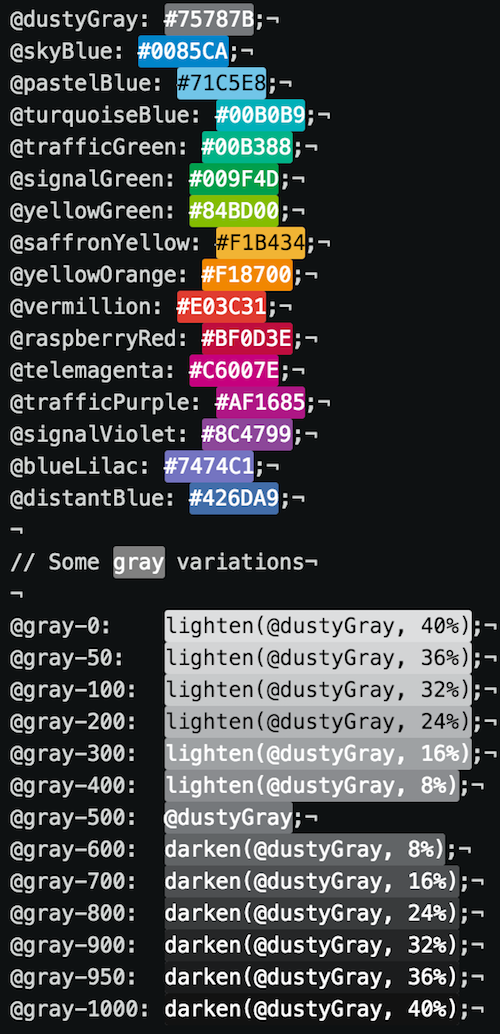 @dustyGray: #75787B;¬
@skyBlue: #0085CA;¬
@pastelBlue: #71C5E8;¬
@turquoiseBlue: #00B0B9;¬
@trafficGreen: #00B388;¬
@signalGreen: #009F4D;¬
@yellowGreen: #84BD00;¬
@saffronYellow: #F1B434;¬
@yellowOrange: #F18700;¬
@vermillion: #E03C31;¬
@raspberryRed: #BF0D3E;¬
@telemagenta: #C6007E;¬
@trafficPurple: #AF1685;¬
@signalViolet: #8C4799;¬
@blueLilac: #7474C1;¬
@distantBlue: #426DA9;¬
¬
// Some gray variations¬
¬
@gray-0:    lighten(@dustyGray, 40%);¬
@gray-50:   lighten(@dustyGray, 36%);¬
@gray-100:  lighten(@dustyGray, 32%);¬
@gray-200:  lighten(@dustyGray, 24%);¬
@gray-300:  lighten(@dustyGray, 16%);¬
@gray-400:  lighten(@dustyGray, 8%);¬
@gray-500:  @dustyGray;¬
@gray-600:  darken(@dustyGray, 8%);¬
@gray-700:  darken(@dustyGray, 16%);¬
@gray-800:  darken(@dustyGray, 24%);¬
@gray-900:  darken(@dustyGray, 32%);¬
@gray-950:  darken(@dustyGray, 36%);¬
@gray-1000: darken(@dustyGray, 40%);¬